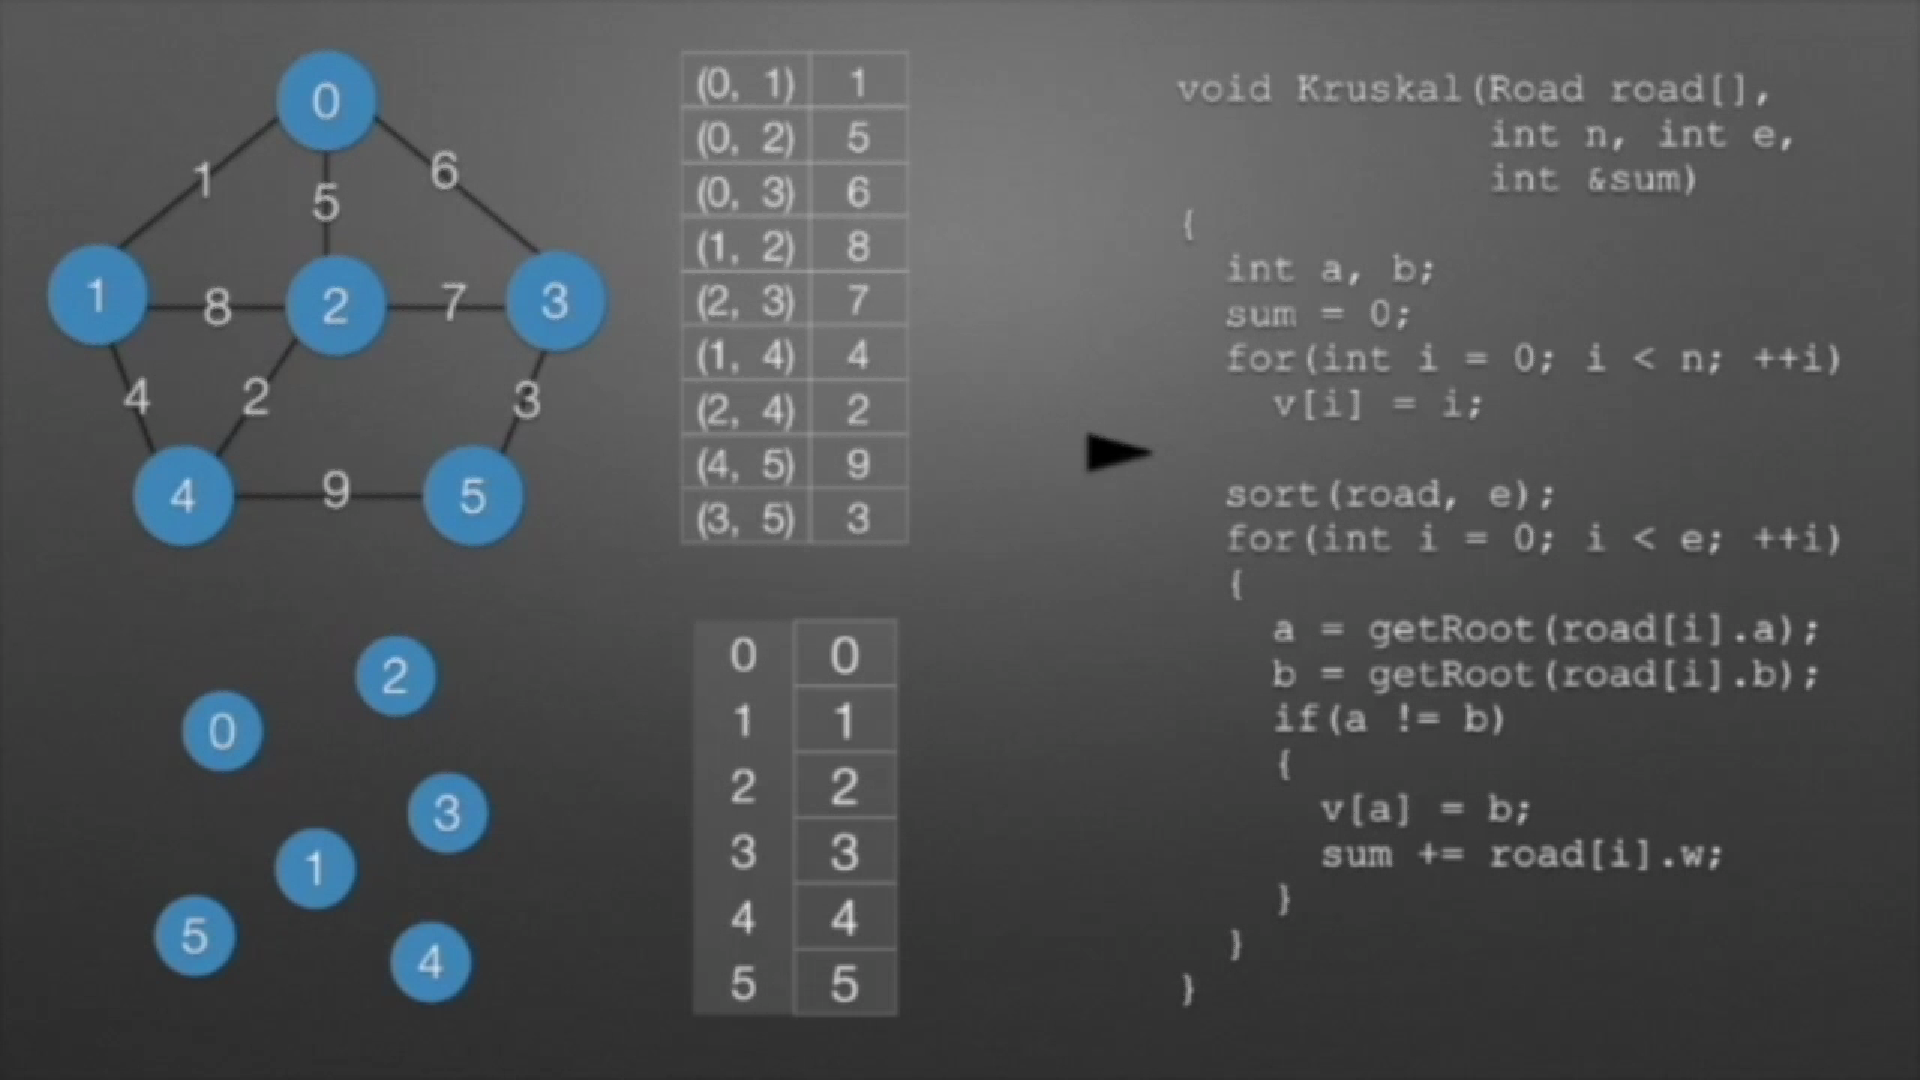 0
1
5
6
1
8
2
7
3
4
2
3
4
9
5
(0, 1) 1
(0, 2) 5
(0, 3) 6
(1, 2) 8
(2, 3) 7
(1, 4) 4
(2, 4) 2
(4, 5) 9
(3, 5) 3
2
0
3
1
5
4
0 0
1 1
2 2
3 3
4 4
5 5
void Kruskal(Road road[],
int n, int e,
int &sum)
{
int a, b;
sum = 0;
for(int i = 0; i < n; ++i)
v[i] = i;
sort(road, e);
for(int i = 0; i < e; ++i)
{
a = getRoot(road[i].a);
b = getRoot(road[i].b);
if(a != b)
{
v[a] = b;
sum += road[i].w;
}
}
}